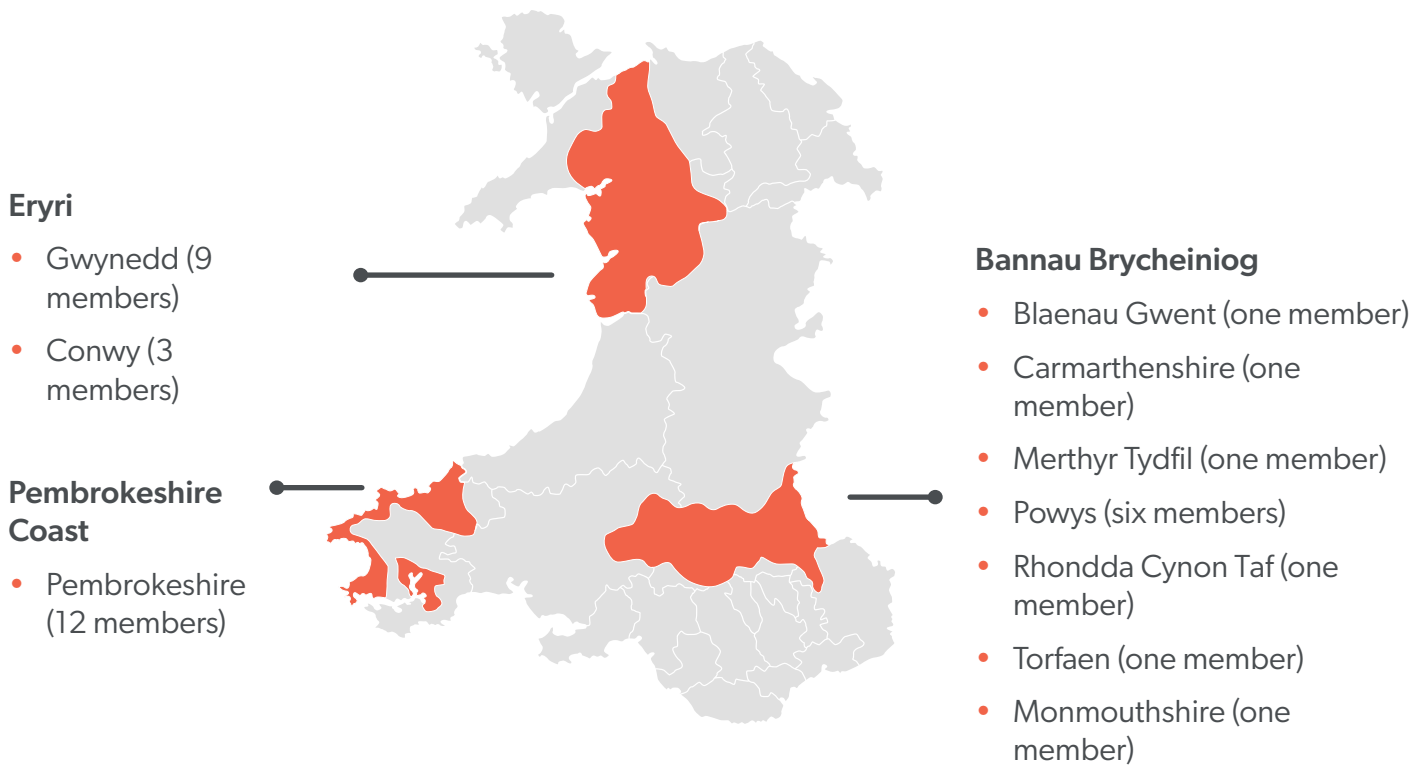 Eryri
• Gwynedd (9
members)
• Conwy (3
members)
Pembrokeshire
Coast
• Pembrokeshire
(12 members)
Bannau Brycheiniog
• Blaenau Gwent (one member)
• Carmarthenshire (one
member)
• Merthyr Tydfil (one member)
• Powys (six members)
• Rhondda Cynon Taf (one
member)
• Torfaen (one member)
• Monmouthshire (one
member)